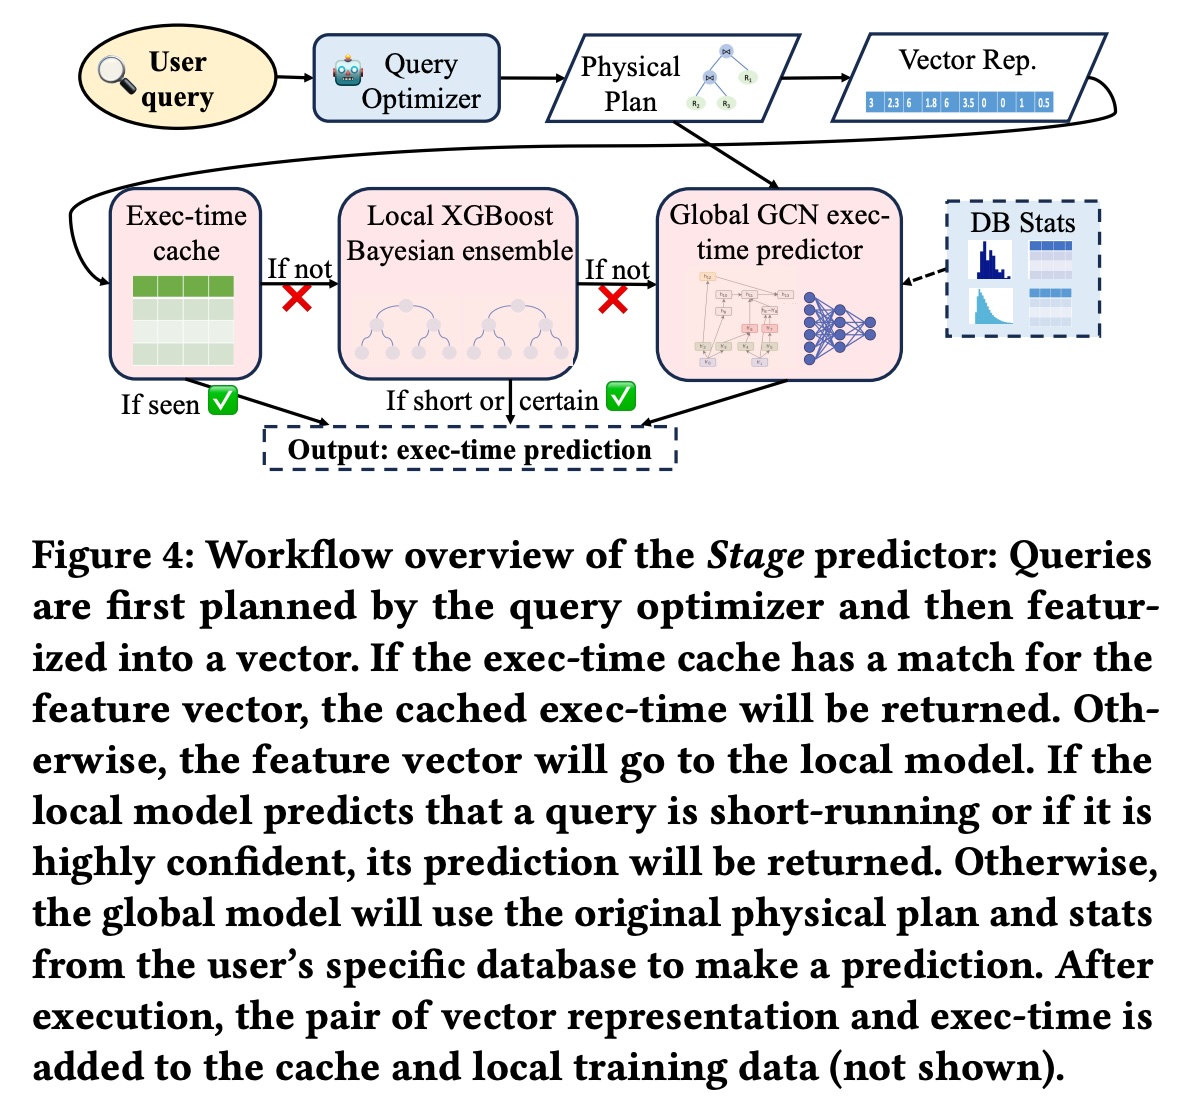 User
query
Query
Optimizer
Physical
Plan
R₁
R₂
R₃
Vector Rep.
3 2.3 6 1.8 6 3.5 0 0 1 0.5
Exec-time
cache
If not
Local XGBoost
Bayesian ensemble
If not
Global GCN exec-
time predictor
DB Stats
If seen
If short or certain
Output: exec-time prediction
Figure 4: Workflow overview of the Stage predictor: Queries
are first planned by the query optimizer and then featur-
ized into a vector. If the exec-time cache has a match for the
feature vector, the cached exec-time will be returned. Oth-
erwise, the feature vector will go to the local model. If the
local model predicts that a query is short-running or if it is
highly confident, its prediction will be returned. Otherwise,
the global model will use the original physical plan and stats
from the user’s specific database to make a prediction. After
execution, the pair of vector representation and exec-time is
added to the cache and local training data (not shown).